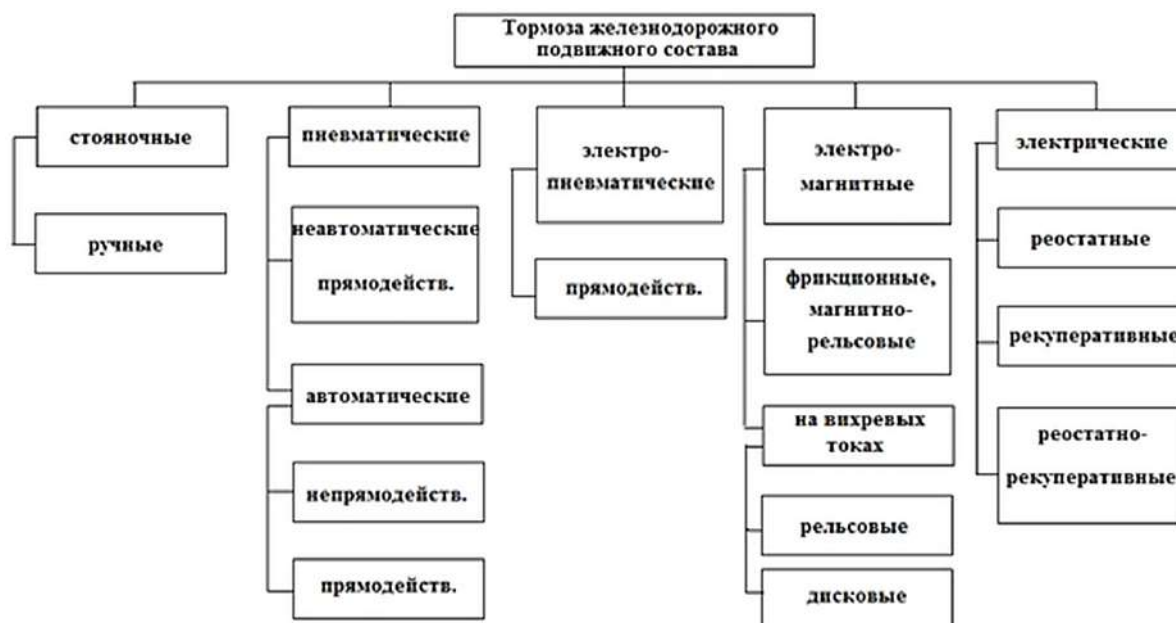 Тормоза железнодорожного
подвижного состава
стояночные
ручные
пневматические
неавтоматические
прямодейств.
автоматические
непрямодейств.
прямодейств.
электро-
пневматические
прямодейств.
электро-
магнитные
фрикционные,
магнитно-
рельсовые
на вихревых
токах
рельсовые
дисковые
электрические
реостатные
рекуперативные
реостатно-
рекуперативные